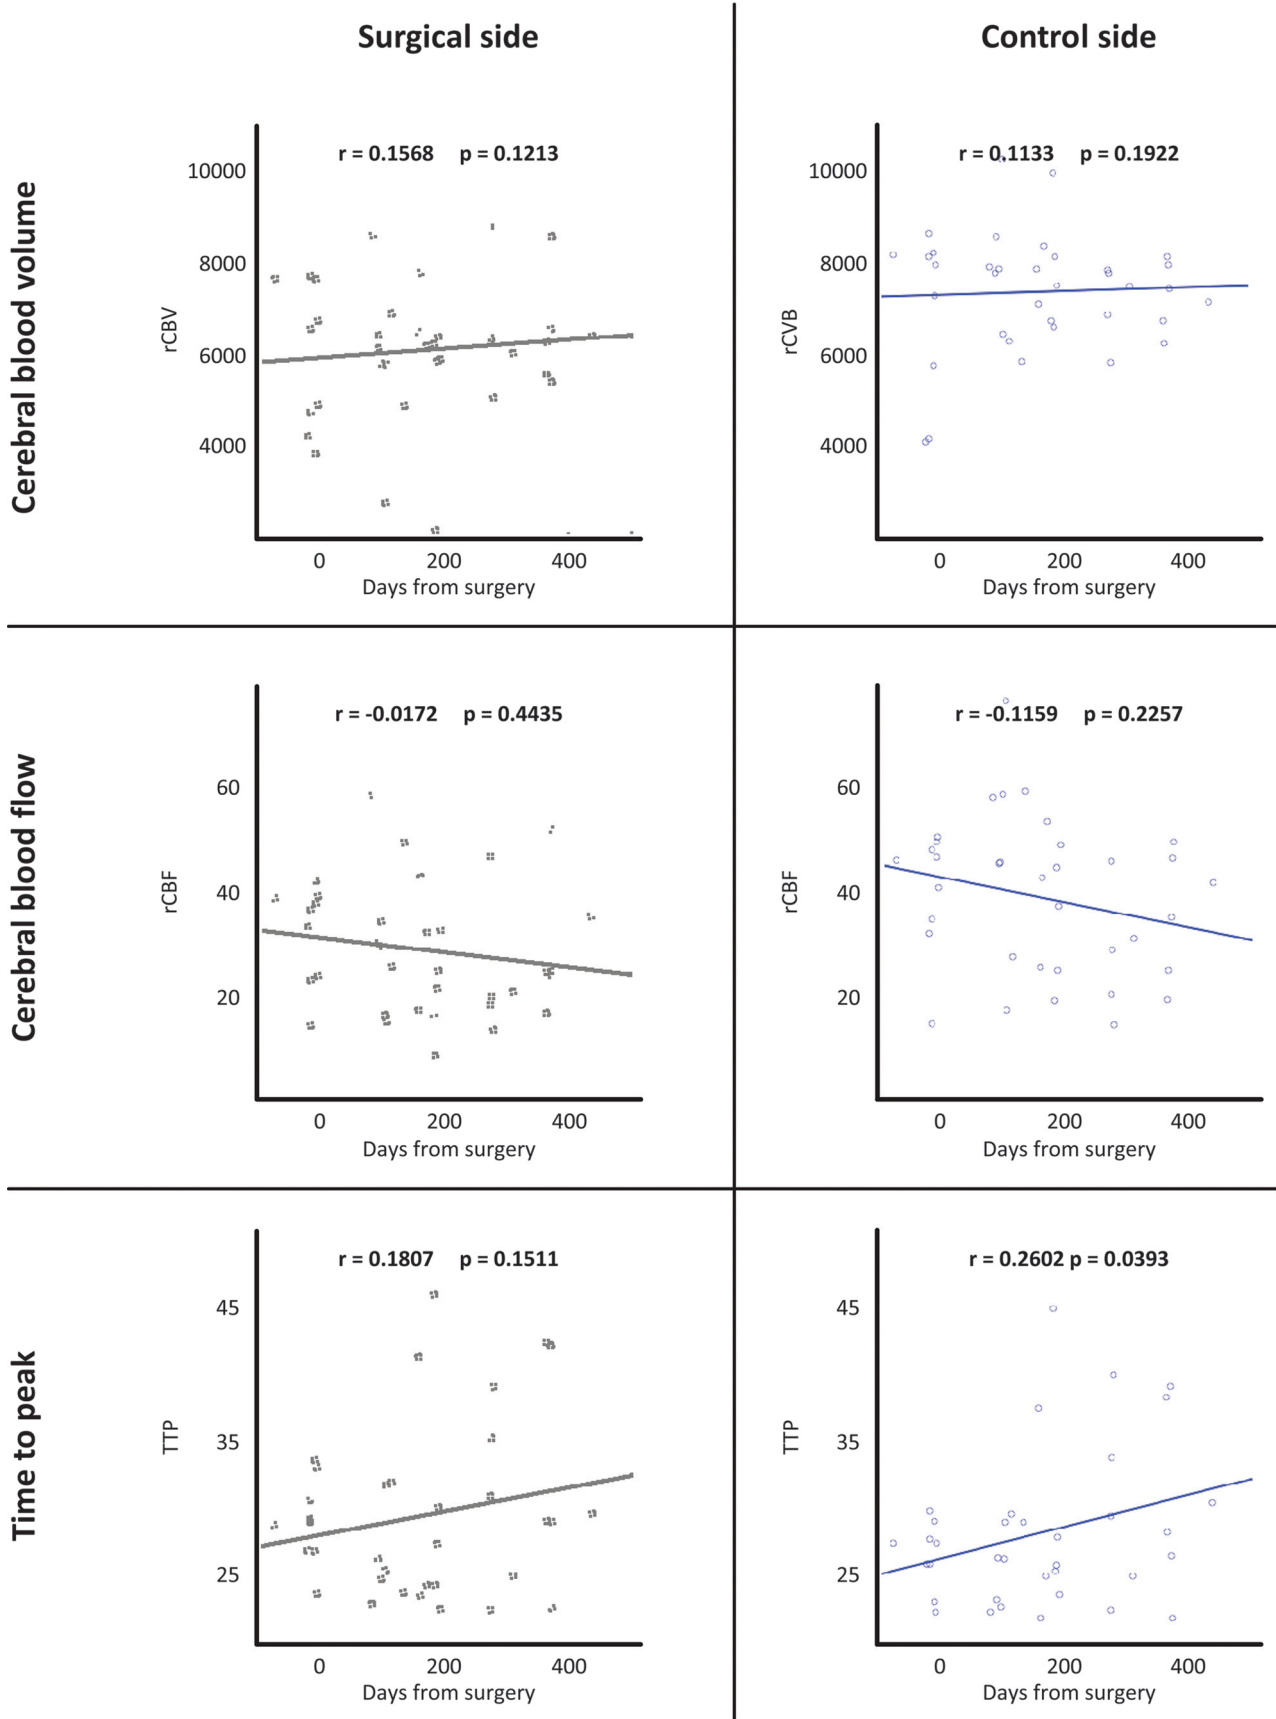 Surgical side
Control side
Cerebral blood volume
r = 0.1568 p = 0.1213
10000
8000
6000
4000
rCBV
0 200 400
Days from surgery
r = 0.1133 p = 0.1922
10000
8000
6000
4000
rCVB
0 200 400
Days from surgery
Cerebral blood flow
r = -0.0172 p = 0.4435
60
40
20
rCBF
0 200 400
Days from surgery
r = -0.1159 p = 0.2257
60
40
20
rCBF
0 200 400
Days from surgery
Time to peak
r = 0.1807 p = 0.1511
45
35
25
TTP
0 200 400
Days from surgery
r = 0.2602 p = 0.0393
45
35
25
TTP
0 200 400
Days from surgery